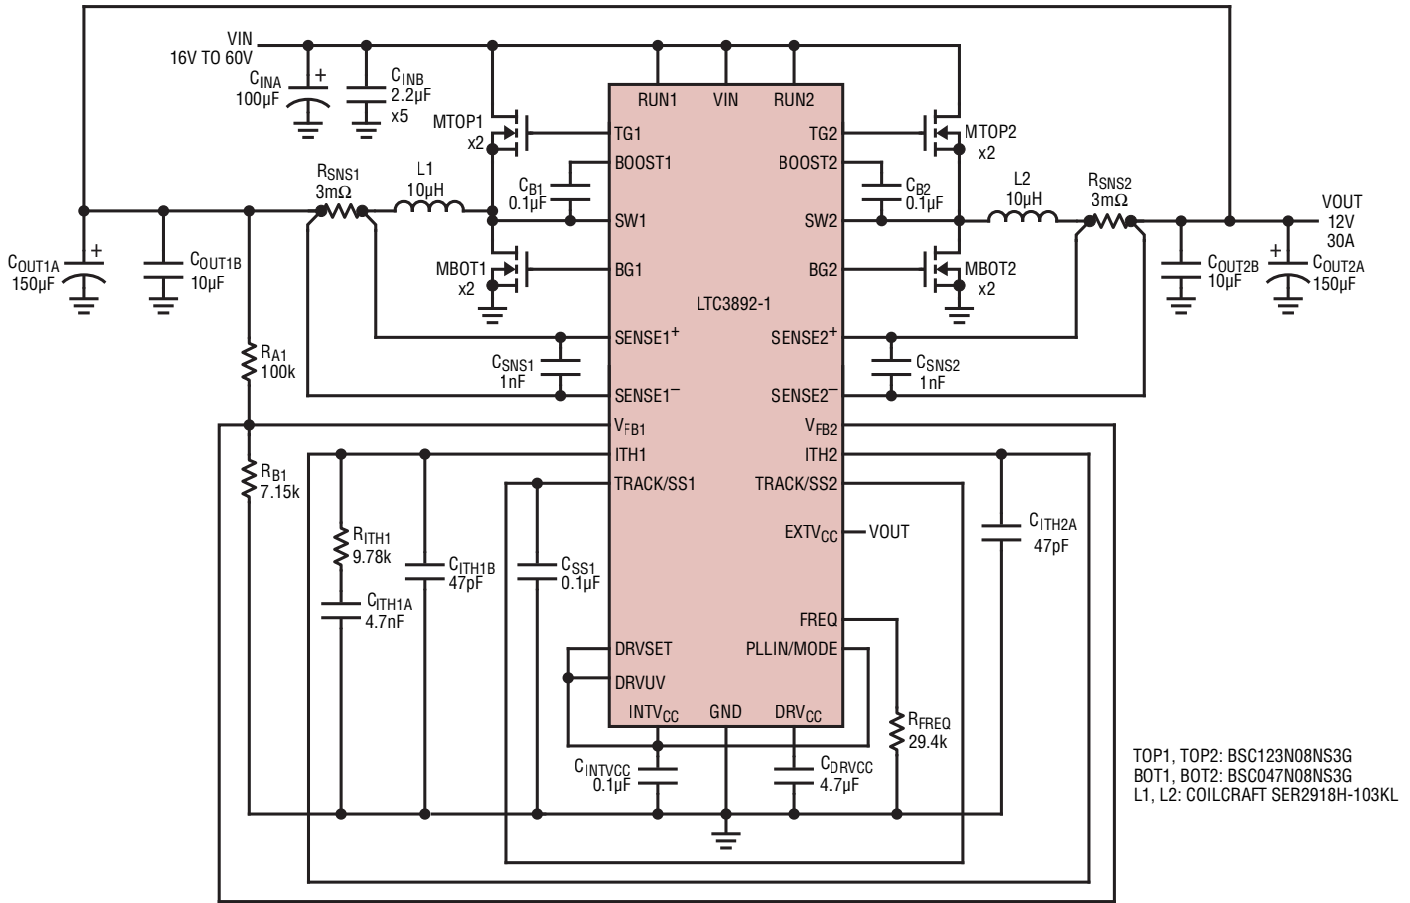 VIN
16V TO 60V
CINA
100µF
+
CINB
2.2µF
x5
MTOP1
x2
RUN1
VIN
RUN2
TG1
TG2
MTOP2
x2
BOOST1
BOOST2
RSNS1
3mΩ
L1
10µH
CB1
0.1µF
CB2
0.1µF
L2
10µH
RSNS2
3mΩ
VOUT
12V
30A
SW1
SW2
COUT1A
150µF
+
COUT1B
10µF
MBOT1
x2
BG1
BG2
MBOT2
x2
COUT2B
10µF
+
COUT2A
150µF
LTC3892-1
SENSE1+
SENSE2+
RA1
100k
CSNS1
1nF
CSNS2
1nF
SENSE1–
SENSE2–
VFB1
VFB2
ITH1
ITH2
RB1
7.15k
TRACK/SS1
TRACK/SS2
RITH1
9.78k
CITH1B
47pF
CSS1
0.1µF
EXTVCC
VOUT
CITH2A
47pF
CITH1A
4.7nF
FREQ
DRVSET
PLLIN/MODE
DRVUV
INTVCC
GND
DRVCC
RFREQ
29.4k
CINTVCC
0.1µF
CDRVCC
4.7µF
TOP1, TOP2: BSC123N08NS3G
BOT1, BOT2: BSC047N08NS3G
L1, L2: COILCRAFT SER2918H-103KL